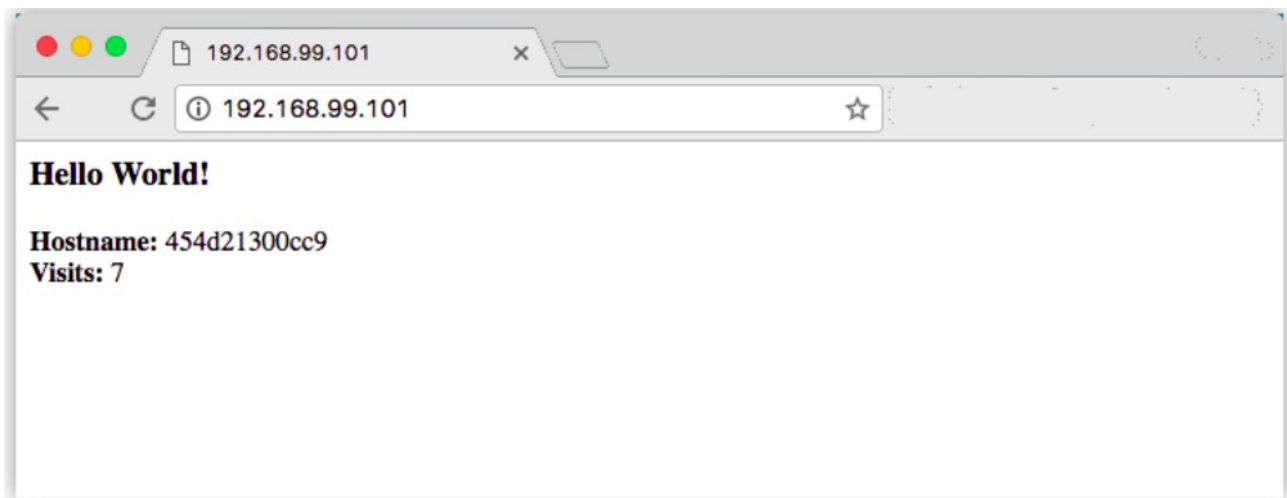 192.168.99.101
192.168.99.101
Hello World!
Hostname: 454d21300cc9
Visits: 7